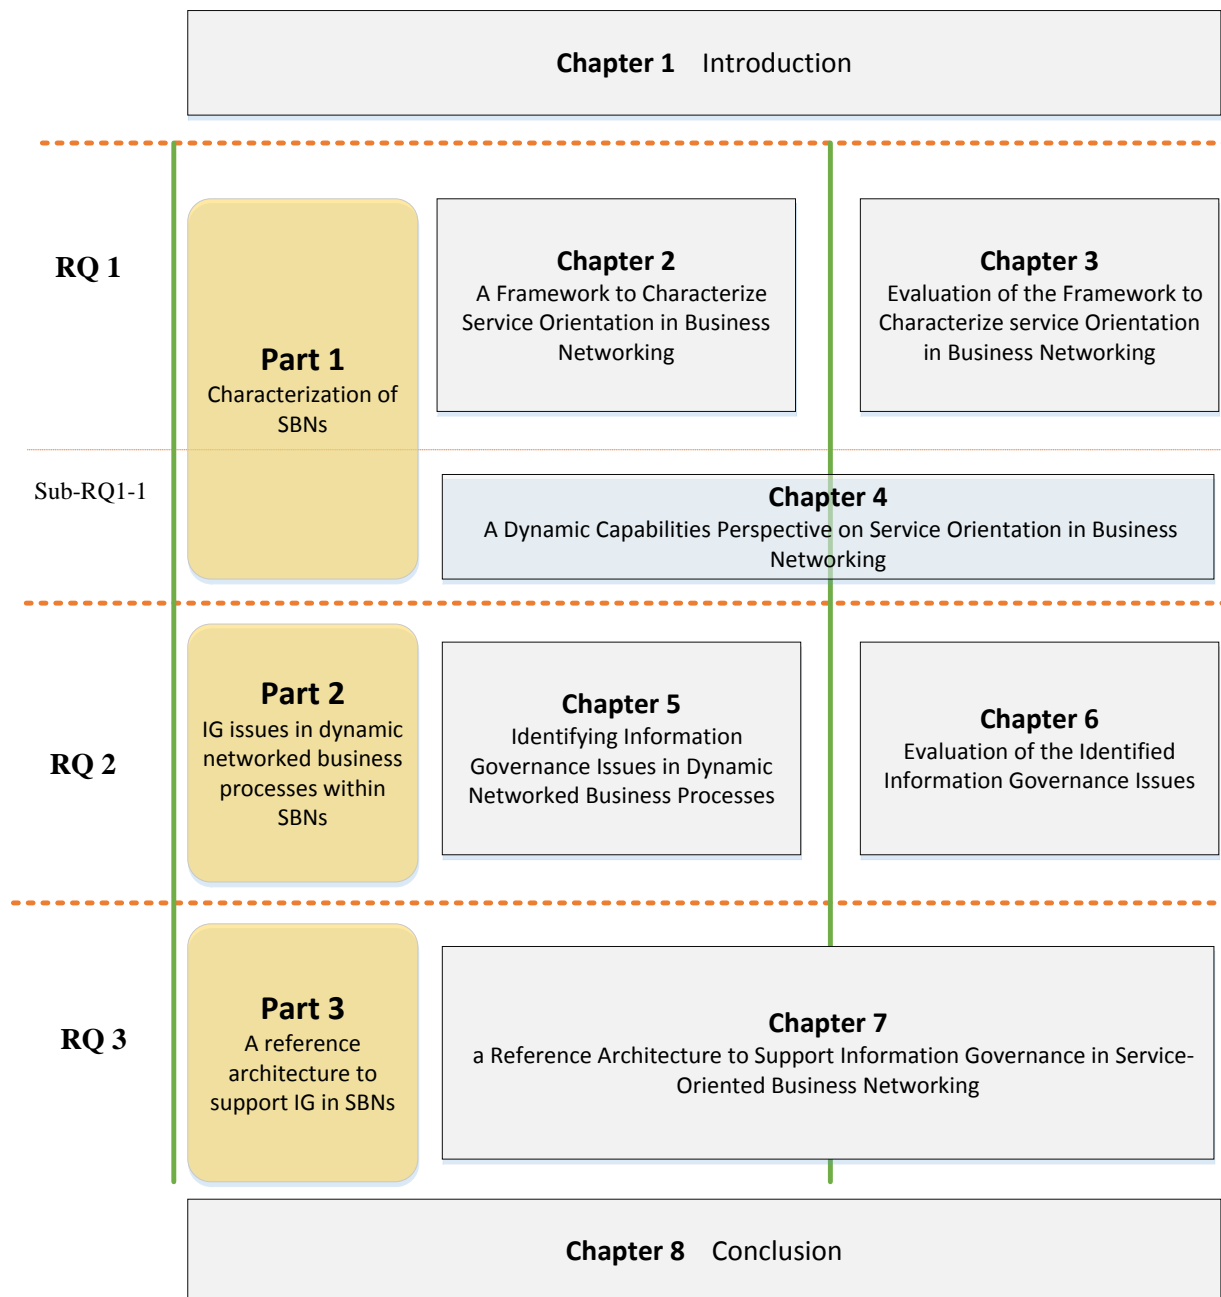 Chapter 1 Introduction
RQ 1
Part 1
Characterization of
SBNs
Chapter 2
A Framework to Characterize
Service Orientation in Business
Networking
Chapter 3
Evaluation of the Framework to
Characterize service Orientation
in Business Networking
Sub-RQ1-1
Chapter 4
A Dynamic Capabilities Perspective on Service Orientation in Business
Networking
RQ 2
Part 2
IG issues in dynamic
networked business
processes within
SBNs
Chapter 5
Identifying Information
Governance Issues in Dynamic
Networked Business Processes
Chapter 6
Evaluation of the Identified
Information Governance Issues
RQ 3
Part 3
A reference
architecture to
support IG in SBNs
Chapter 7
a Reference Architecture to Support Information Governance in Service-
Oriented Business Networking
Chapter 8 Conclusion